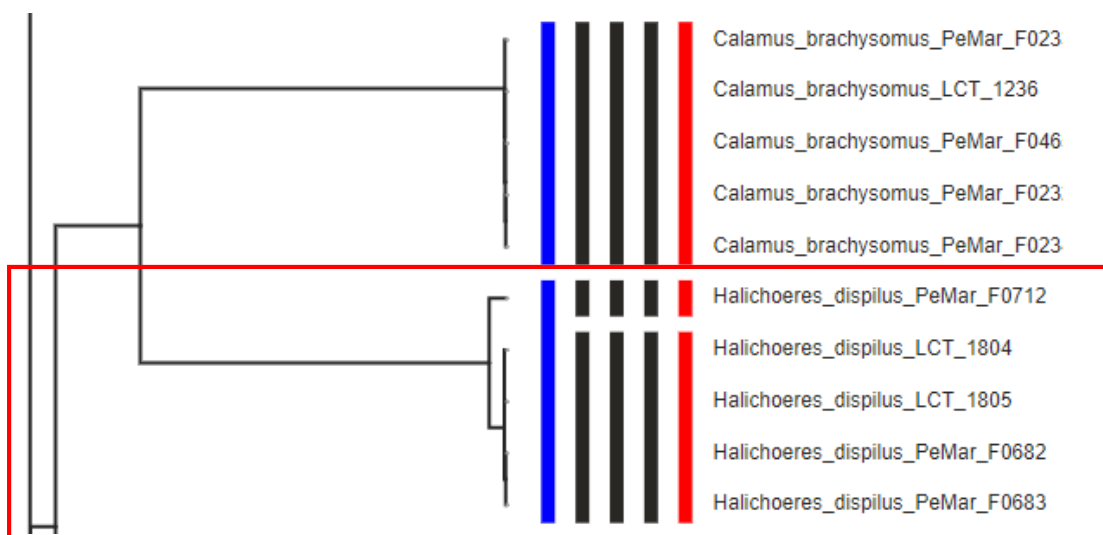 Calamus_brachysomus_PeMar_F023
Calamus_brachysomus_LCT_1236
Calamus_brachysomus_PeMar_F046
Calamus_brachysomus_PeMar_F023
Calamus_brachysomus_PeMar_F023
Halichoeres_dispilus_PeMar_F0712
Halichoeres_dispilus_LCT_1804
Halichoeres_dispilus_LCT_1805
Halichoeres_dispilus_PeMar_F0682
Halichoeres_dispilus_PeMar_F0683